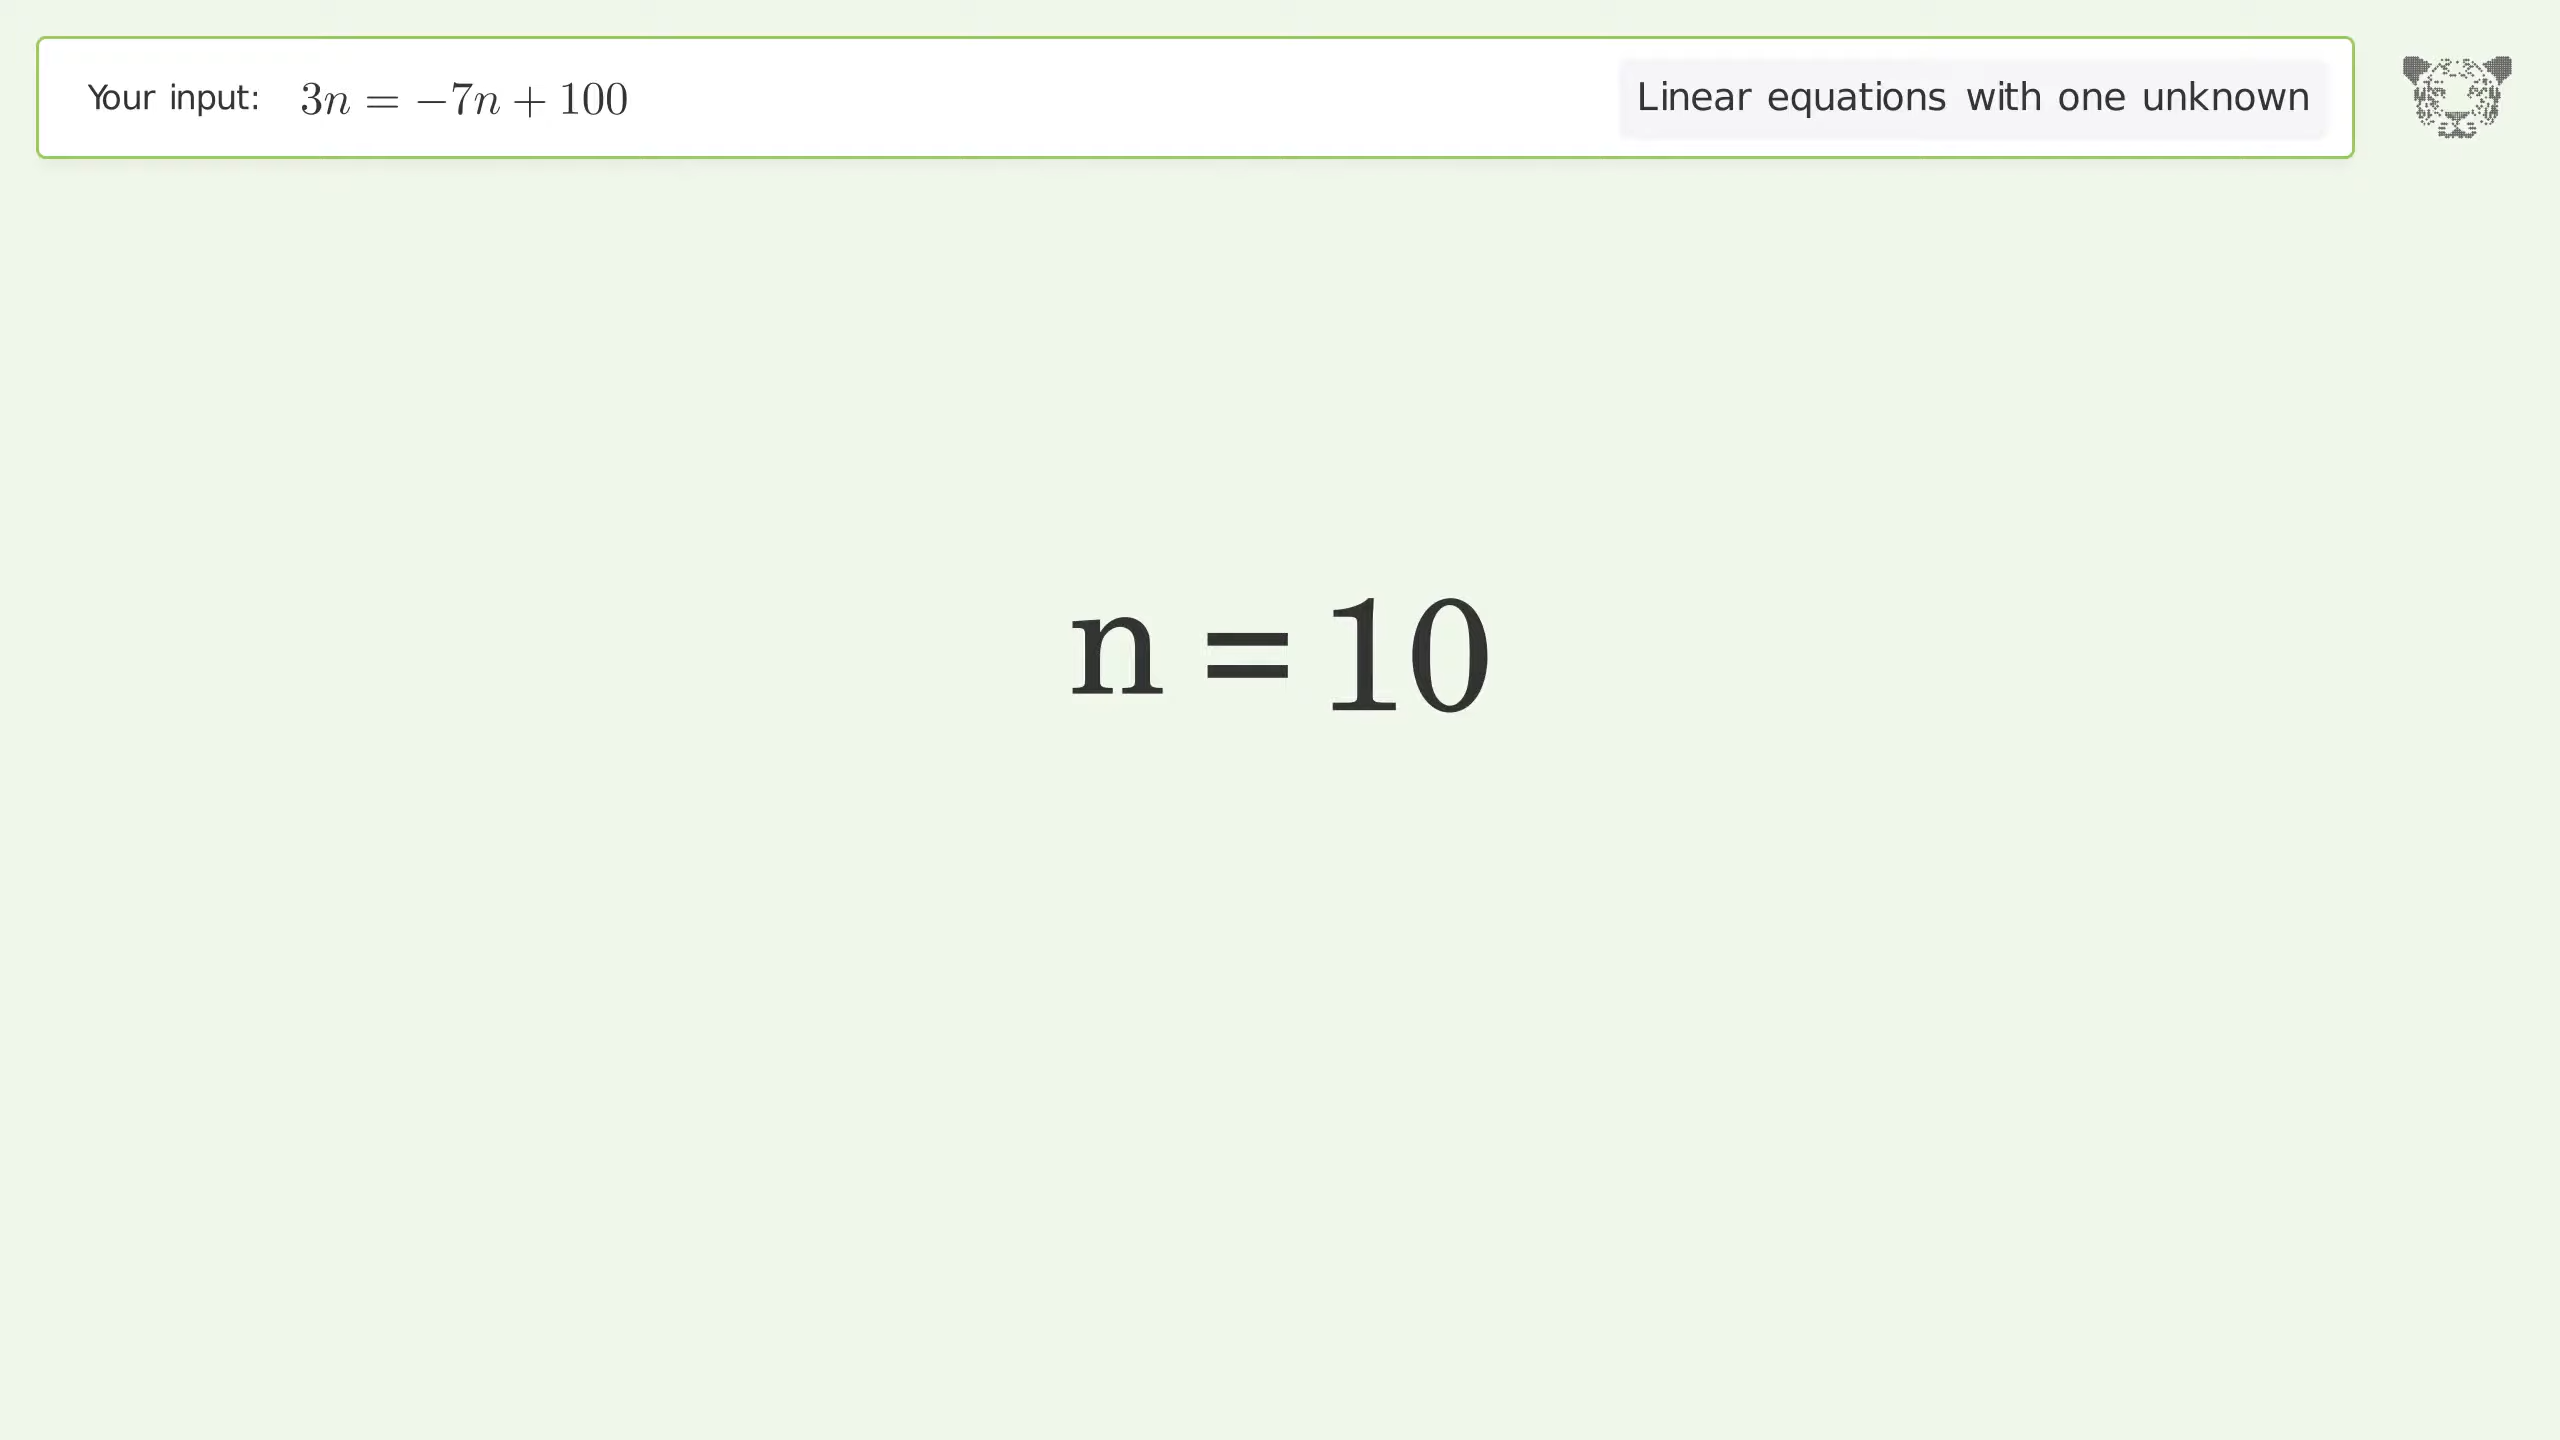 Your input: 3n = −7n + 100
Linear equations with one unknown
n = 10